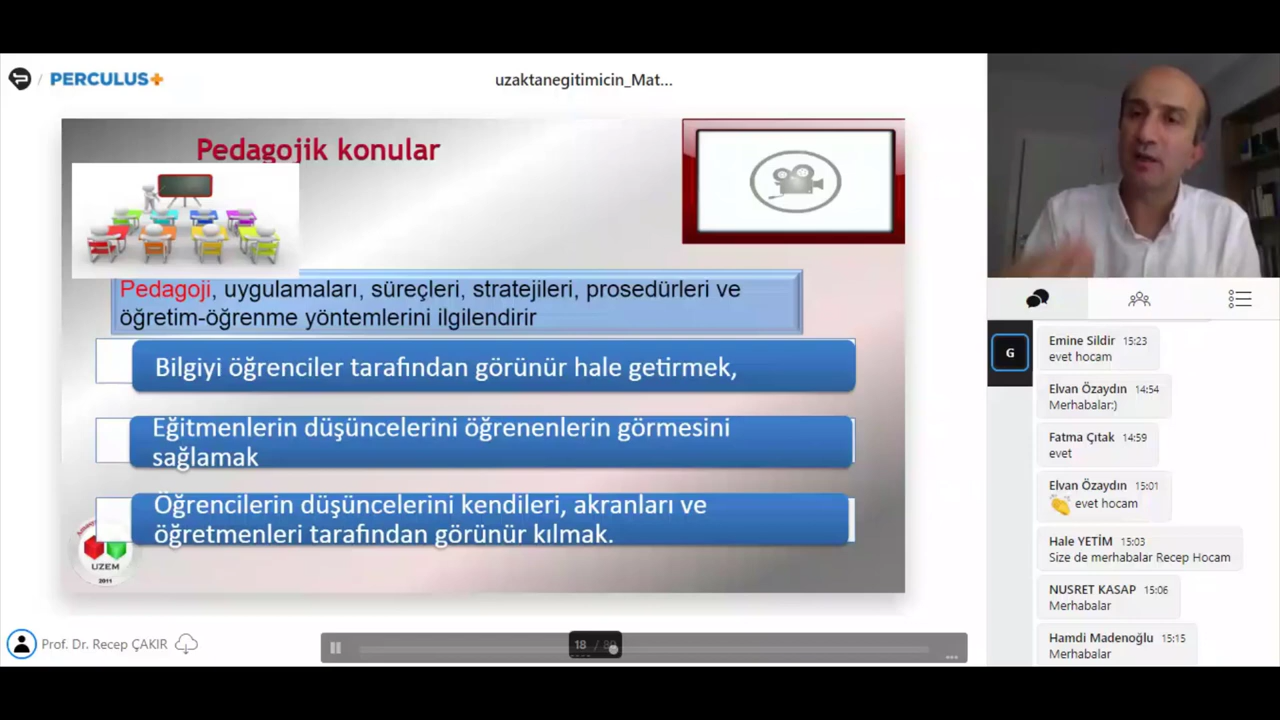 PERCULUS+
uzaktanegitimicin_Mat...
Pedagojik konular
Pedagoji, uygulamaları, süreçleri, stratejileri, prosedürleri ve
öğretim-öğrenme yöntemlerini ilgilendirir
Bilgiyi öğrenciler tarafından görünür hale getirmek,
Eğitmenlerin düşüncelerini öğrenenlerin görmesini
sağlamak
Öğrencilerin düşüncelerini kendileri, akranları ve
öğretmenleri tarafından görünür kılmak.
UZEM
2011
Prof. Dr. Recep ÇAKIR
18 /
G
Emine Sildir 15:23
evet hocam
Elvan Özaydın 14:54
Merhabalar:)
Fatma Çıtak 14:59
evet
Elvan Özaydın 15:01
👏 evet hocam
Hale YETİM 15:03
Size de merhabalar Recep Hocam
NUSRET KASAP 15:06
Merhabalar
Hamdi Madenoğlu 15:15
Merhabalar